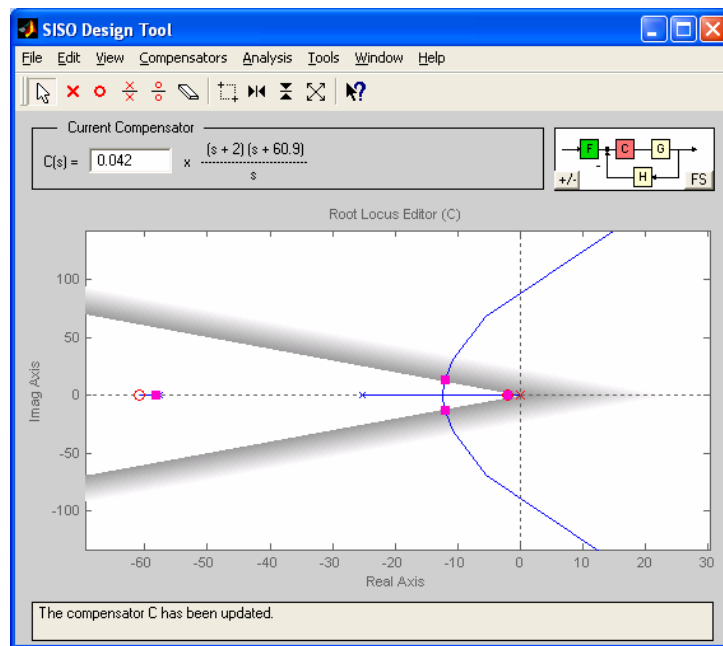 SISO Design Tool
File Edit View Compensators Analysis Tools Window Help
Current Compensator
C(s) = 0.042 x (s + 2) (s + 60.9)
s
F C G
H
+/- FS
-
Root Locus Editor (C)
100
50
0
-50
-100
Imag Axis
-60 -50 -40 -30 -20 -10 0 10 20 30
Real Axis
The compensator C has been updated.